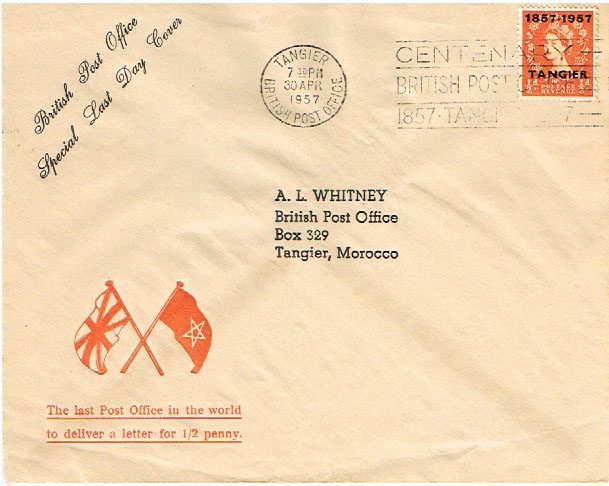 British Post Office
Special Last Day Cover
TANGIER
7 30 PM
30 APR
1957
BRITISH POST OFFICE
CENTENARY
BRITISH POST
1857-TANGI
1857-1957
TANGIER
POSTAGE
REVENUE
A. L. WHITNEY
British Post Office
Box 329
Tangier, Morocco
The last Post Office in the world
to deliver a letter for 1/2 penny.